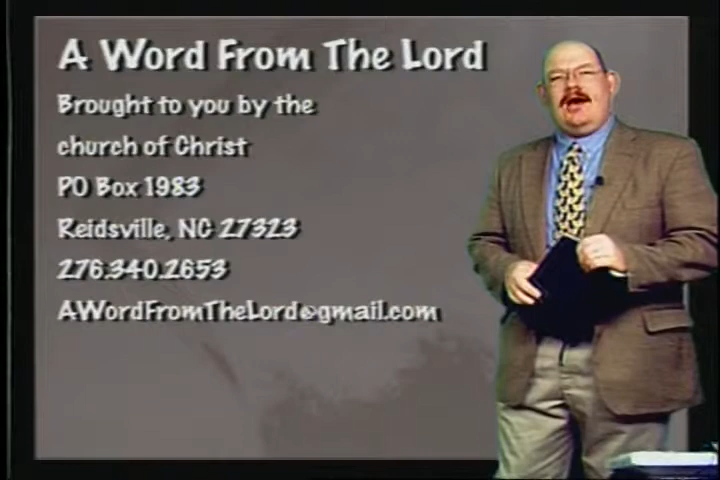 A Word From The Lord
Brought to you by the
church of Christ
PO Box 1983
Reidsville, NC 27323
276.340.2653
AWordFromTheLord@gmail.com